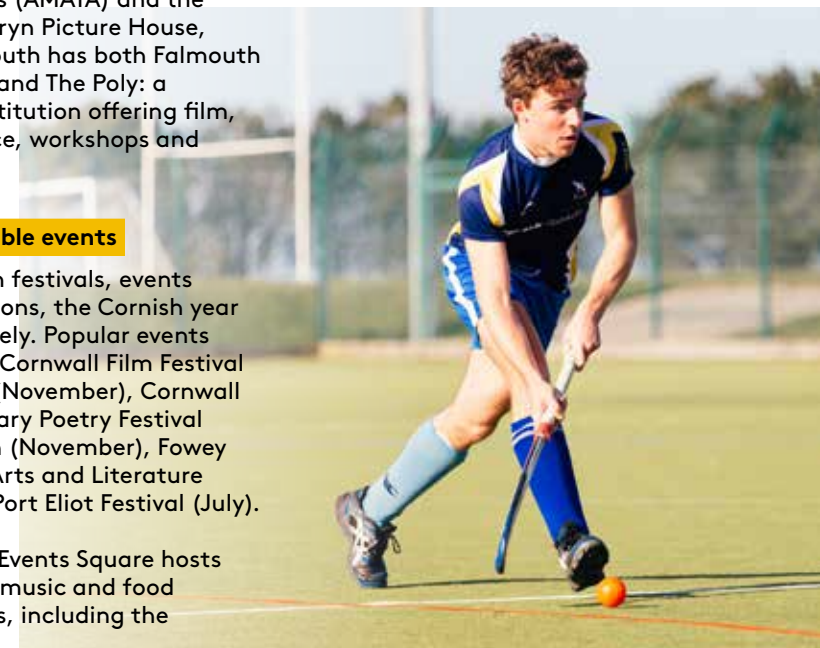 s (AMATA) and the
ryn Picture House,
outh has both Falmouth
and The Poly: a
titution offering film,
ce, workshops and
ble events
n festivals, events
ons, the Cornish year
ely. Popular events
Cornwall Film Festival
(November), Cornwall
ary Poetry Festival
(November), Fowey
Arts and Literature
Port Eliot Festival (July).
Events Square hosts
music and food
s, including the